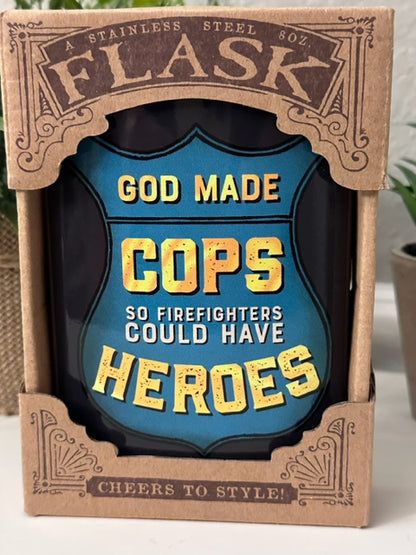 A STAINLESS STEEL 8OZ.
FLASK
GOD MADE
COPS
SO FIREFIGHTERS
COULD HAVE
HEROES
CHEERS TO STYLE!